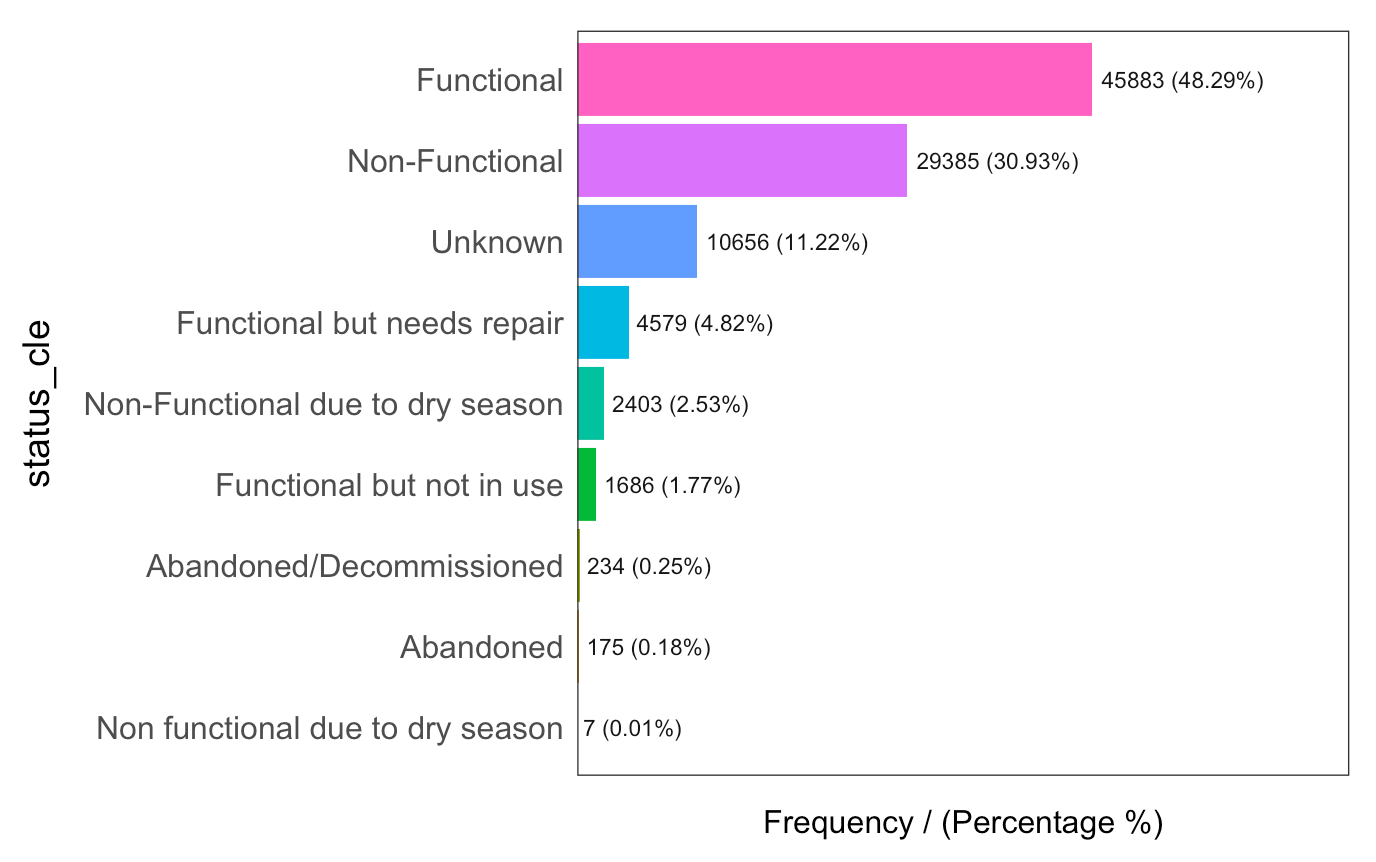 Functional 45883 (48.29%)
Non-Functional 29385 (30.93%)
Unknown 10656 (11.22%)
Functional but needs repair 4579 (4.82%)
status_cle
Non-Functional due to dry season 2403 (2.53%)
Functional but not in use 1686 (1.77%)
Abandoned/Decommissioned 234 (0.25%)
Abandoned 175 (0.18%)
Non functional due to dry season 7 (0.01%)
Frequency / (Percentage %)